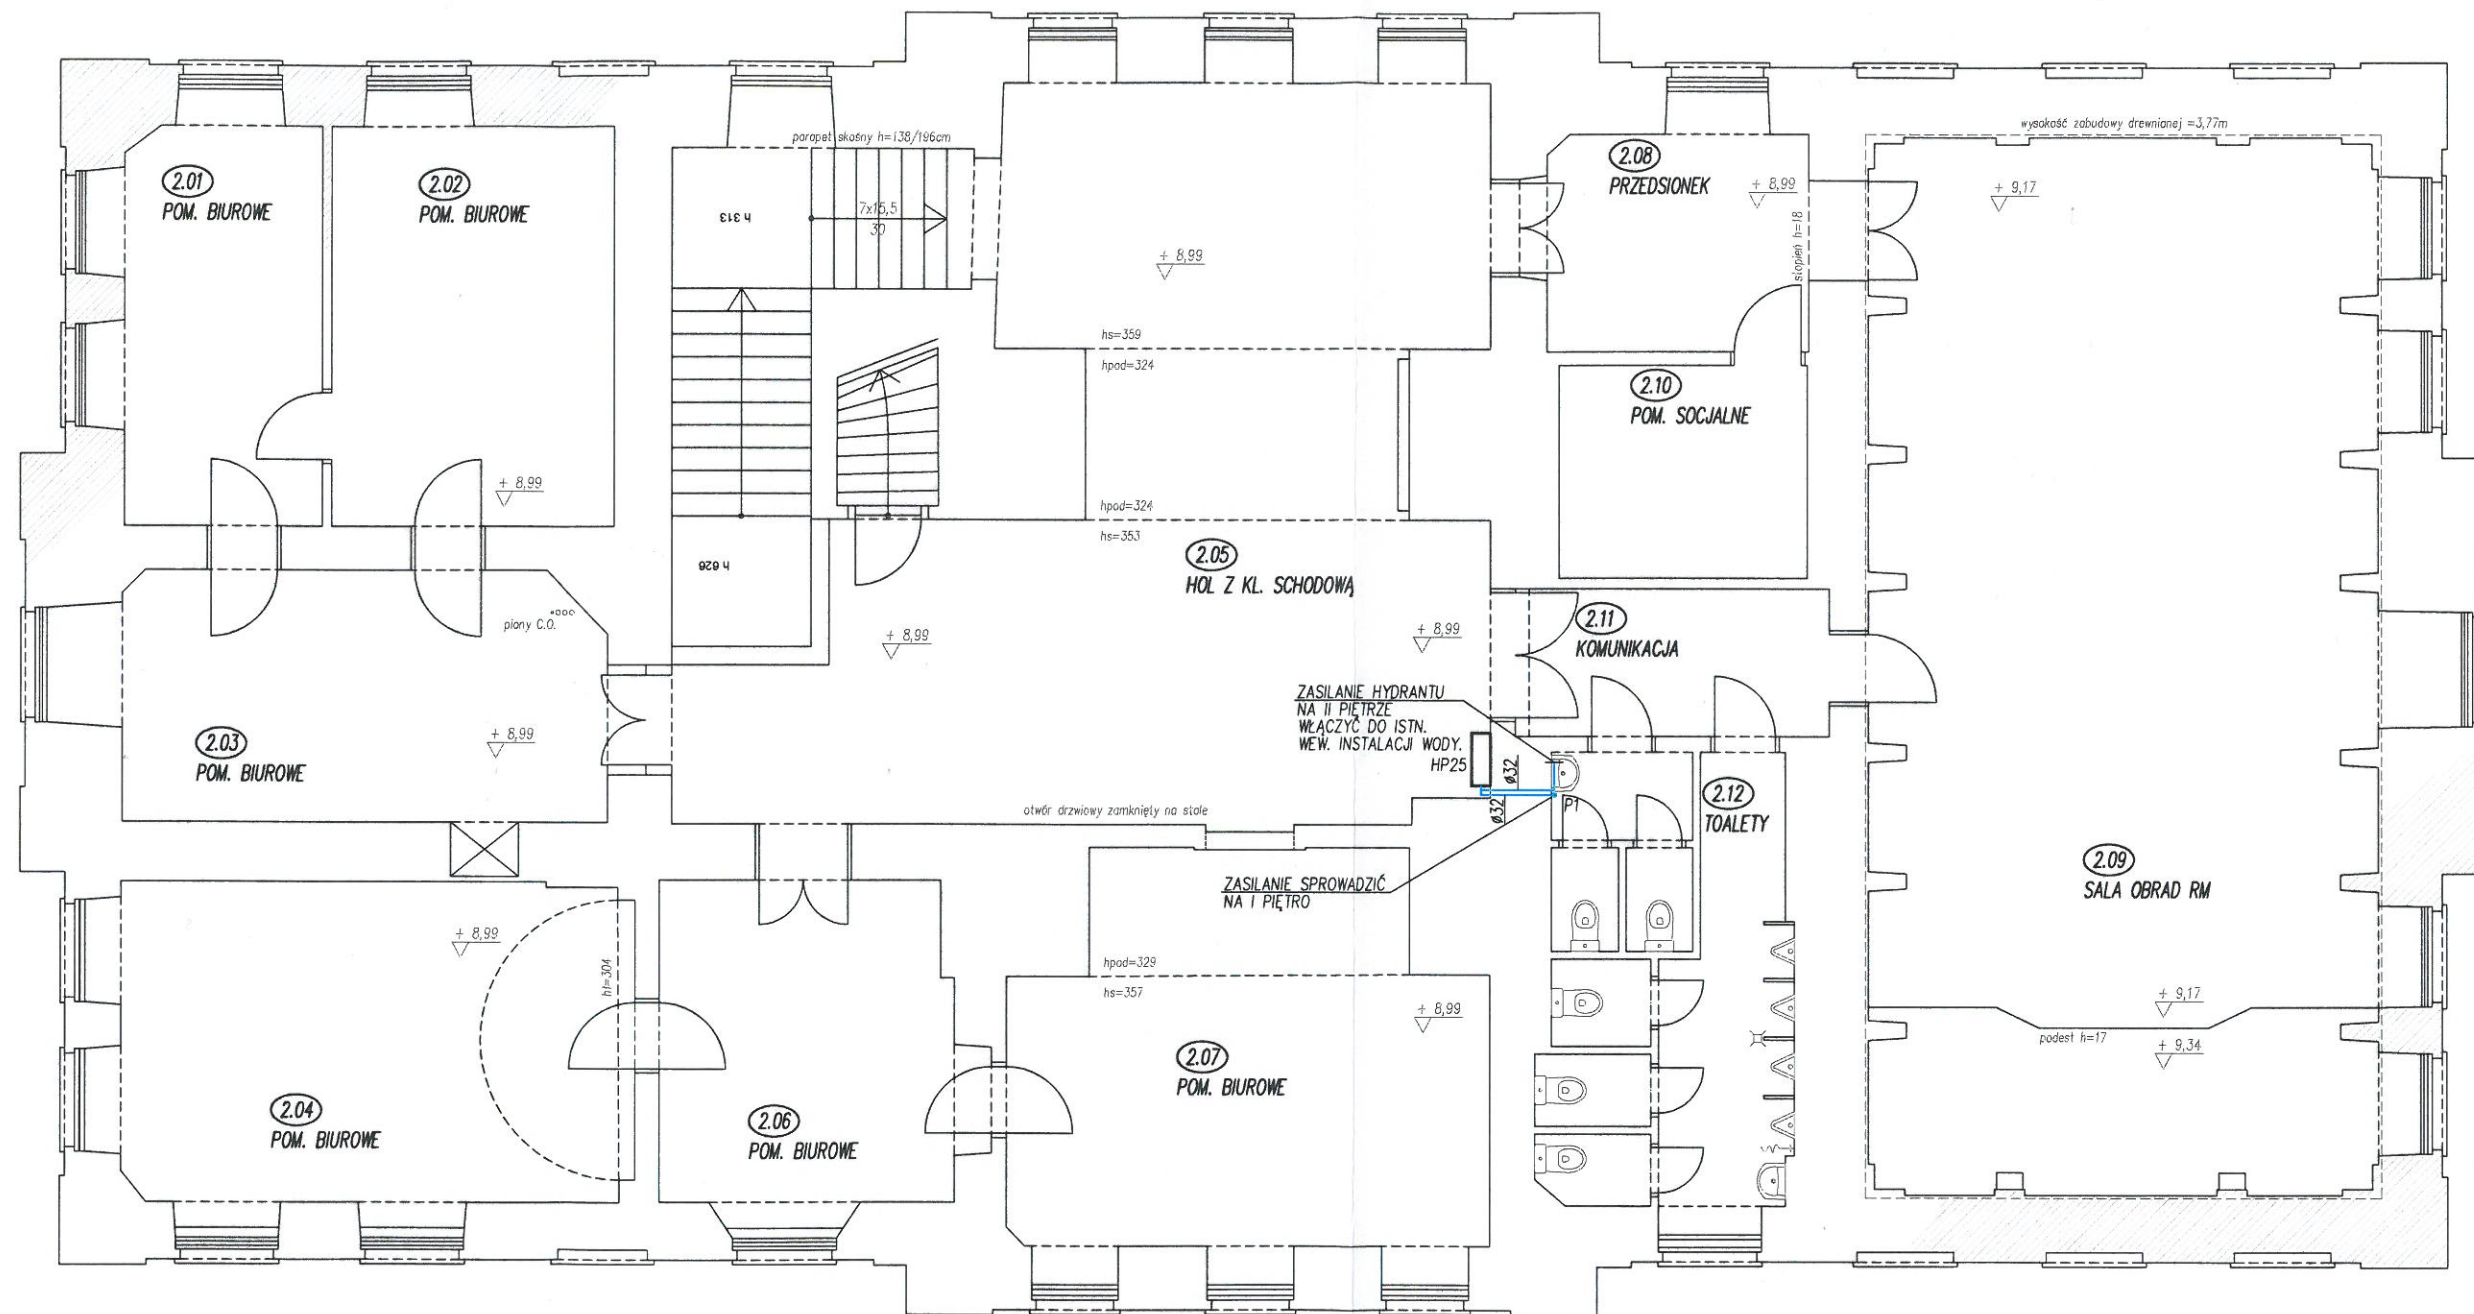 parapet skośny h=138/196cm
wysokość zabudowy drewnianej =3,77m
2.01
POM. BIUROWE
2.02
POM. BIUROWE
h 313
7x15,5
30
+ 8,99
2.08
PRZEDSIONEK
+ 8,99
stopień h=18
+ 9,17
hs=359
hpod=324
2.10
POM. SOCJALNE
+ 8,99
hpod=324
hs=353
h 626
2.05
HOL Z KL. SCHODOWĄ
piony C.O.
+ 8,99
+ 8,99
2.11
KOMUNIKACJA
2.03
POM. BIUROWE
+ 8,99
ZASILANIE HYDRANTU
NA II PIĘTRZE
WŁĄCZYĆ DO ISTN.
WEW. INSTALACJI WODY.
HP25
ø32
ø32
P1
2.12
TOALETY
otwór drzwiowy zamknięty na stałe
ZASILANIE SPROWADZIĆ
NA I PIĘTRO
2.09
SALA OBRAD RM
+ 8,99
hł=304
hpod=329
hs=357
+ 8,99
+ 9,17
podest h=17
+ 9,34
2.04
POM. BIUROWE
2.06
POM. BIUROWE
2.07
POM. BIUROWE